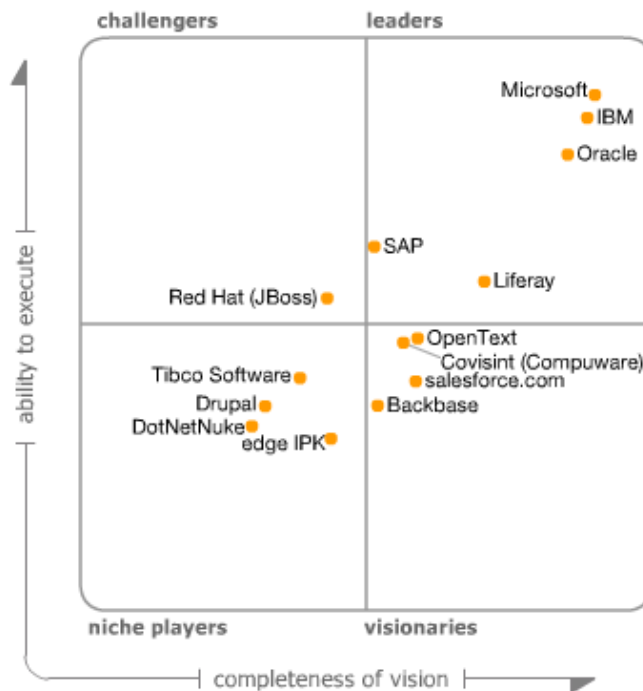 challengers
leaders
Microsoft
IBM
Oracle
SAP
Liferay
Red Hat (JBoss)
OpenText
Covisint (Compuware)
Tibco Software
salesforce.com
Drupal
Backbase
DotNetNuke
edge IPK
ability to execute
niche players
visionaries
completeness of vision